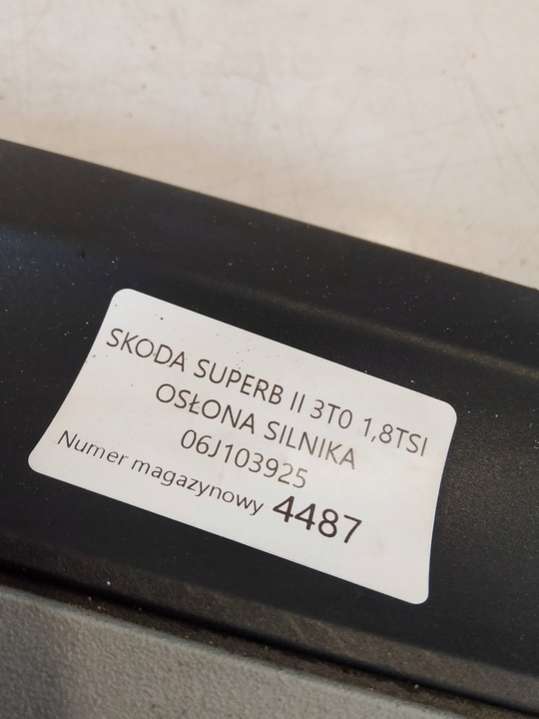 SKODA SUPERB II 3T0 1,8TSI
OSŁONA SILNIKA
06J103925
Numer magazynowy 4487